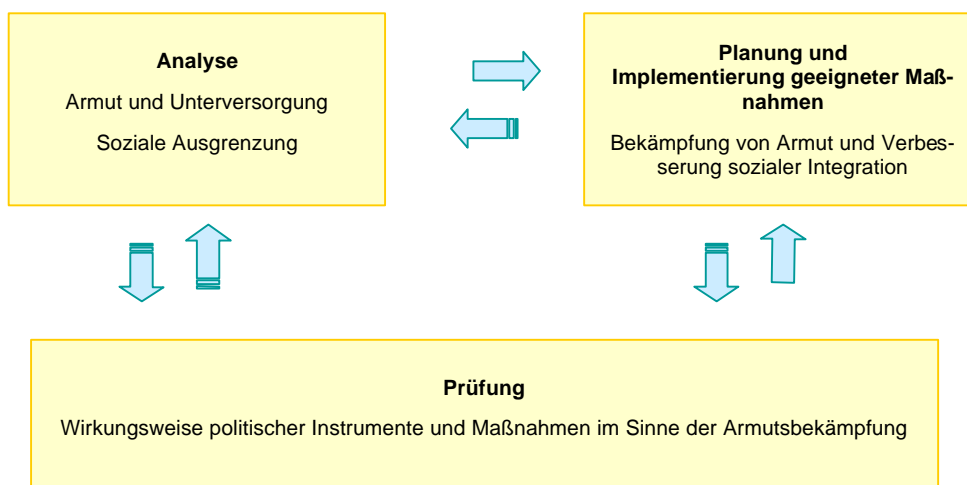 Analyse
Armut und Unterversorgung
Soziale Ausgrenzung
Planung und
Implementierung geeigneter Maß-
nahmen
Bekämpfung von Armut und Verbes-
serung sozialer Integration
Prüfung
Wirkungsweise politischer Instrumente und Maßnahmen im Sinne der Armutsbekämpfung